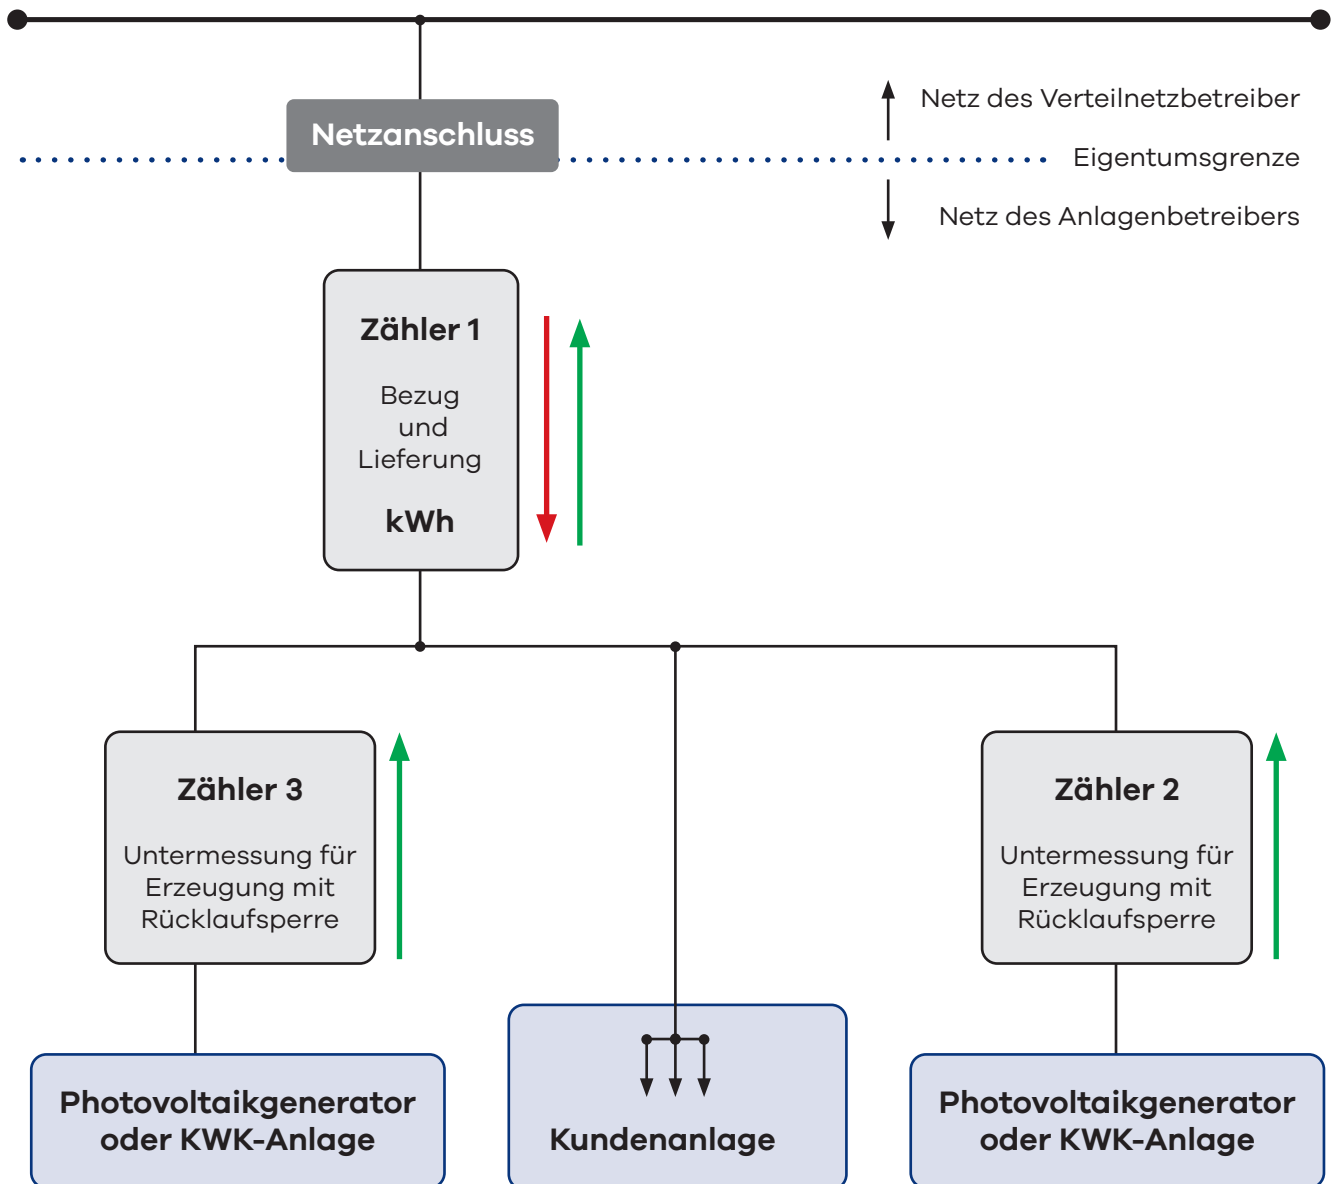 Netz des Verteilnetzbetreiber
Netzanschluss
Eigentumsgrenze
Netz des Anlagenbetreibers
Zähler 1
Bezug
und
Lieferung
kWh
Zähler 3
Untermessung für
Erzeugung mit
Rücklaufsperre
Zähler 2
Untermessung für
Erzeugung mit
Rücklaufsperre
Photovoltaikgenerator
oder KWK-Anlage
Kundenanlage
Photovoltaikgenerator
oder KWK-Anlage